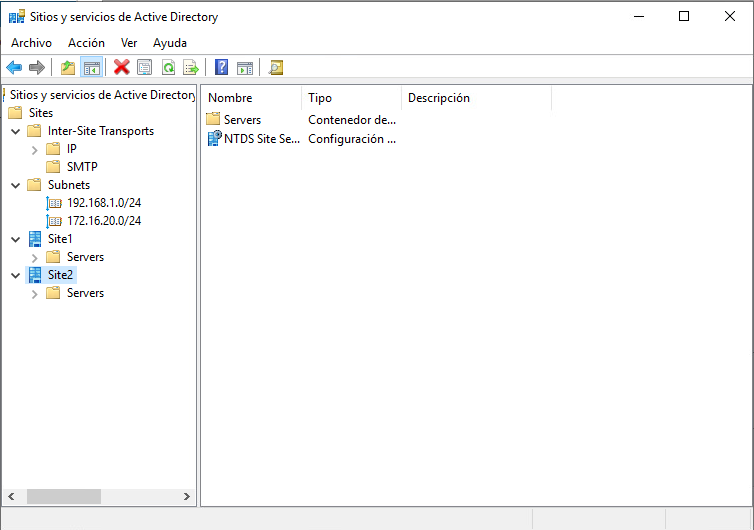 Sitios y servicios de Active Directory
Archivo Acción Ver Ayuda
Sitios y servicios de Active Directory
Sites
Inter-Site Transports
IP
SMTP
Subnets
192.168.1.0/24
172.16.20.0/24
Site1
Servers
Site2
Servers
Nombre Tipo Descripción
Servers Contenedor de...
NTDS Site Se... Configuración ...